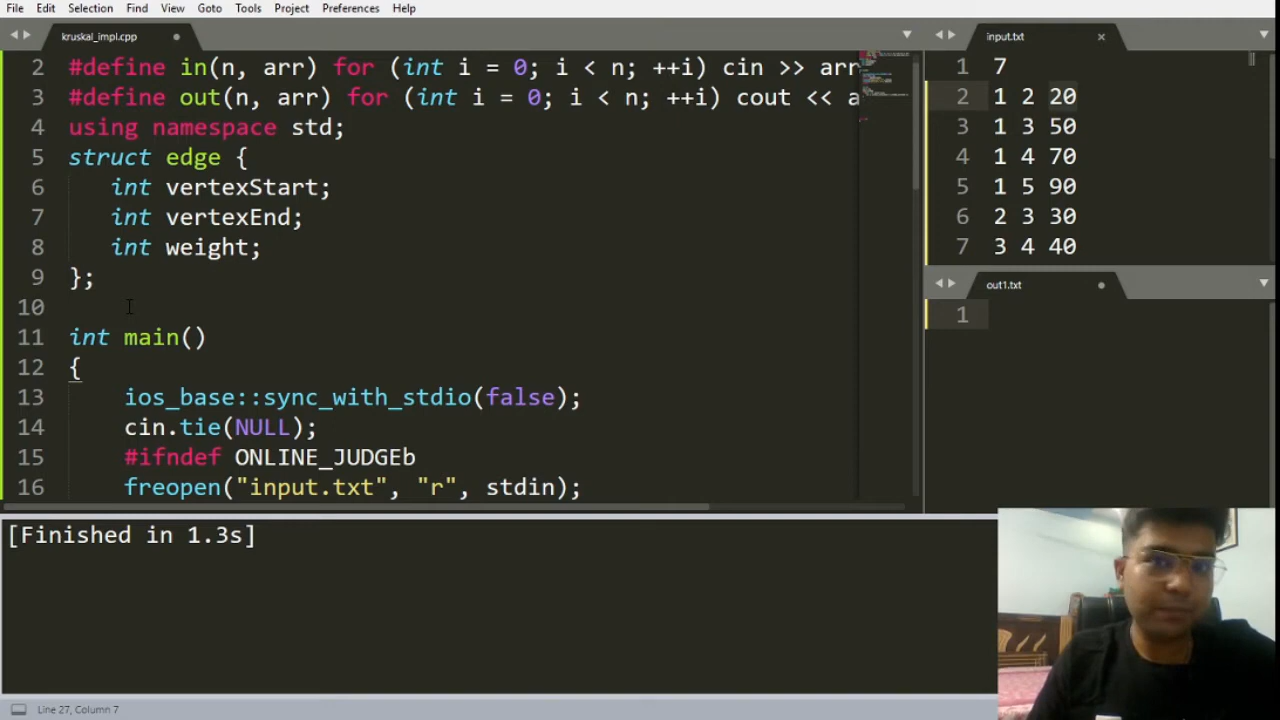 File Edit Selection Find View Goto Tools Project Preferences Help
kruskal_impl.cpp
2 #define in(n, arr) for (int i = 0; i < n; ++i) cin >> arr
3 #define out(n, arr) for (int i = 0; i < n; ++i) cout << a
4 using namespace std;
5 struct edge {
6 int vertexStart;
7 int vertexEnd;
8 int weight;
9 };
10
11 int main()
12 {
13 ios_base::sync_with_stdio(false);
14 cin.tie(NULL);
15 #ifndef ONLINE_JUDGEb
16 freopen("input.txt", "r", stdin);
input.txt
1 7
2 1 2 20
3 1 3 50
4 1 4 70
5 1 5 90
6 2 3 30
7 3 4 40
out1.txt
1
[Finished in 1.3s]
Line 27, Column 7